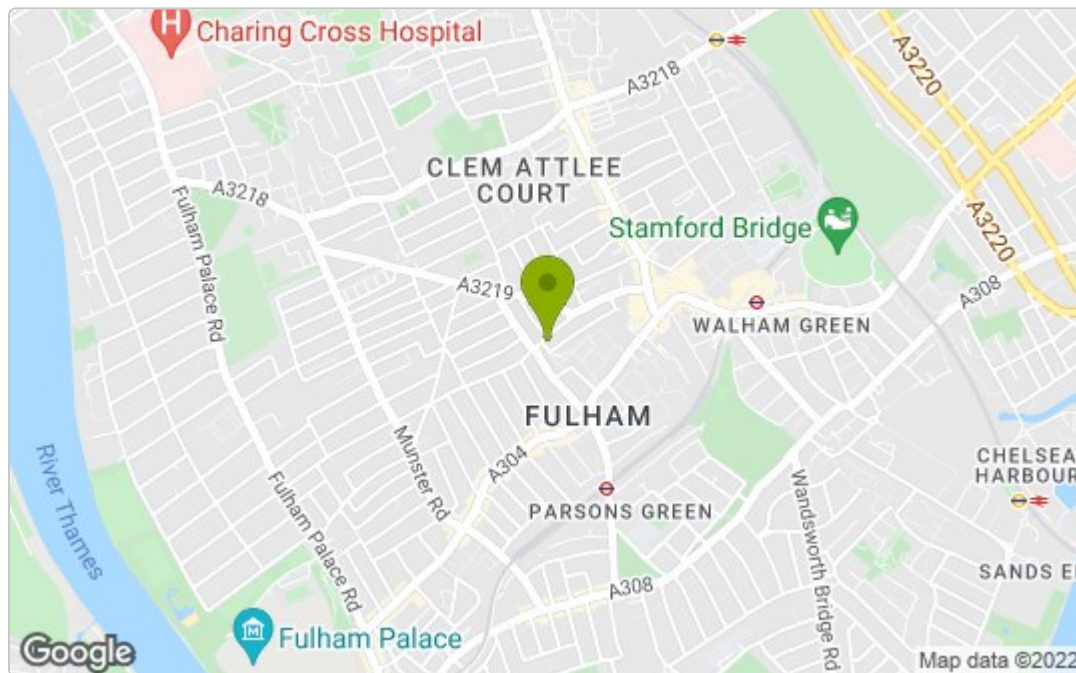 H
Charing Cross Hospital
A3218
A3220
CLEM ATTLEE
COURT
A3218
Fulham Palace Rd
Stamford Bridge
A3220
A3219
A308
WALHAM GREEN
FULHAM
Munster Rd
A304
River Thames
CHELSEA
HARBOUR
PARSONS GREEN
Fulham Palace Rd
Wandsworth Bridge Rd
A308
SANDS E
M
Fulham Palace
Google
Map data ©2022